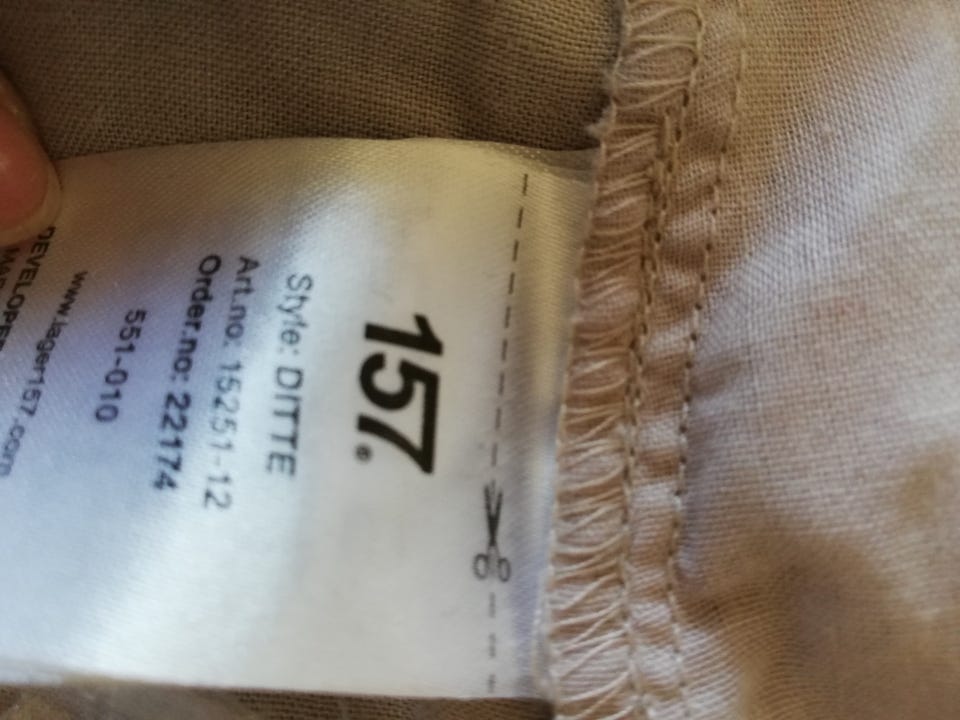 157.®
Style: DITTE
Art.no: 15251-12
Order.no: 22174
551-010
www.lager157.com
DEVELOPED